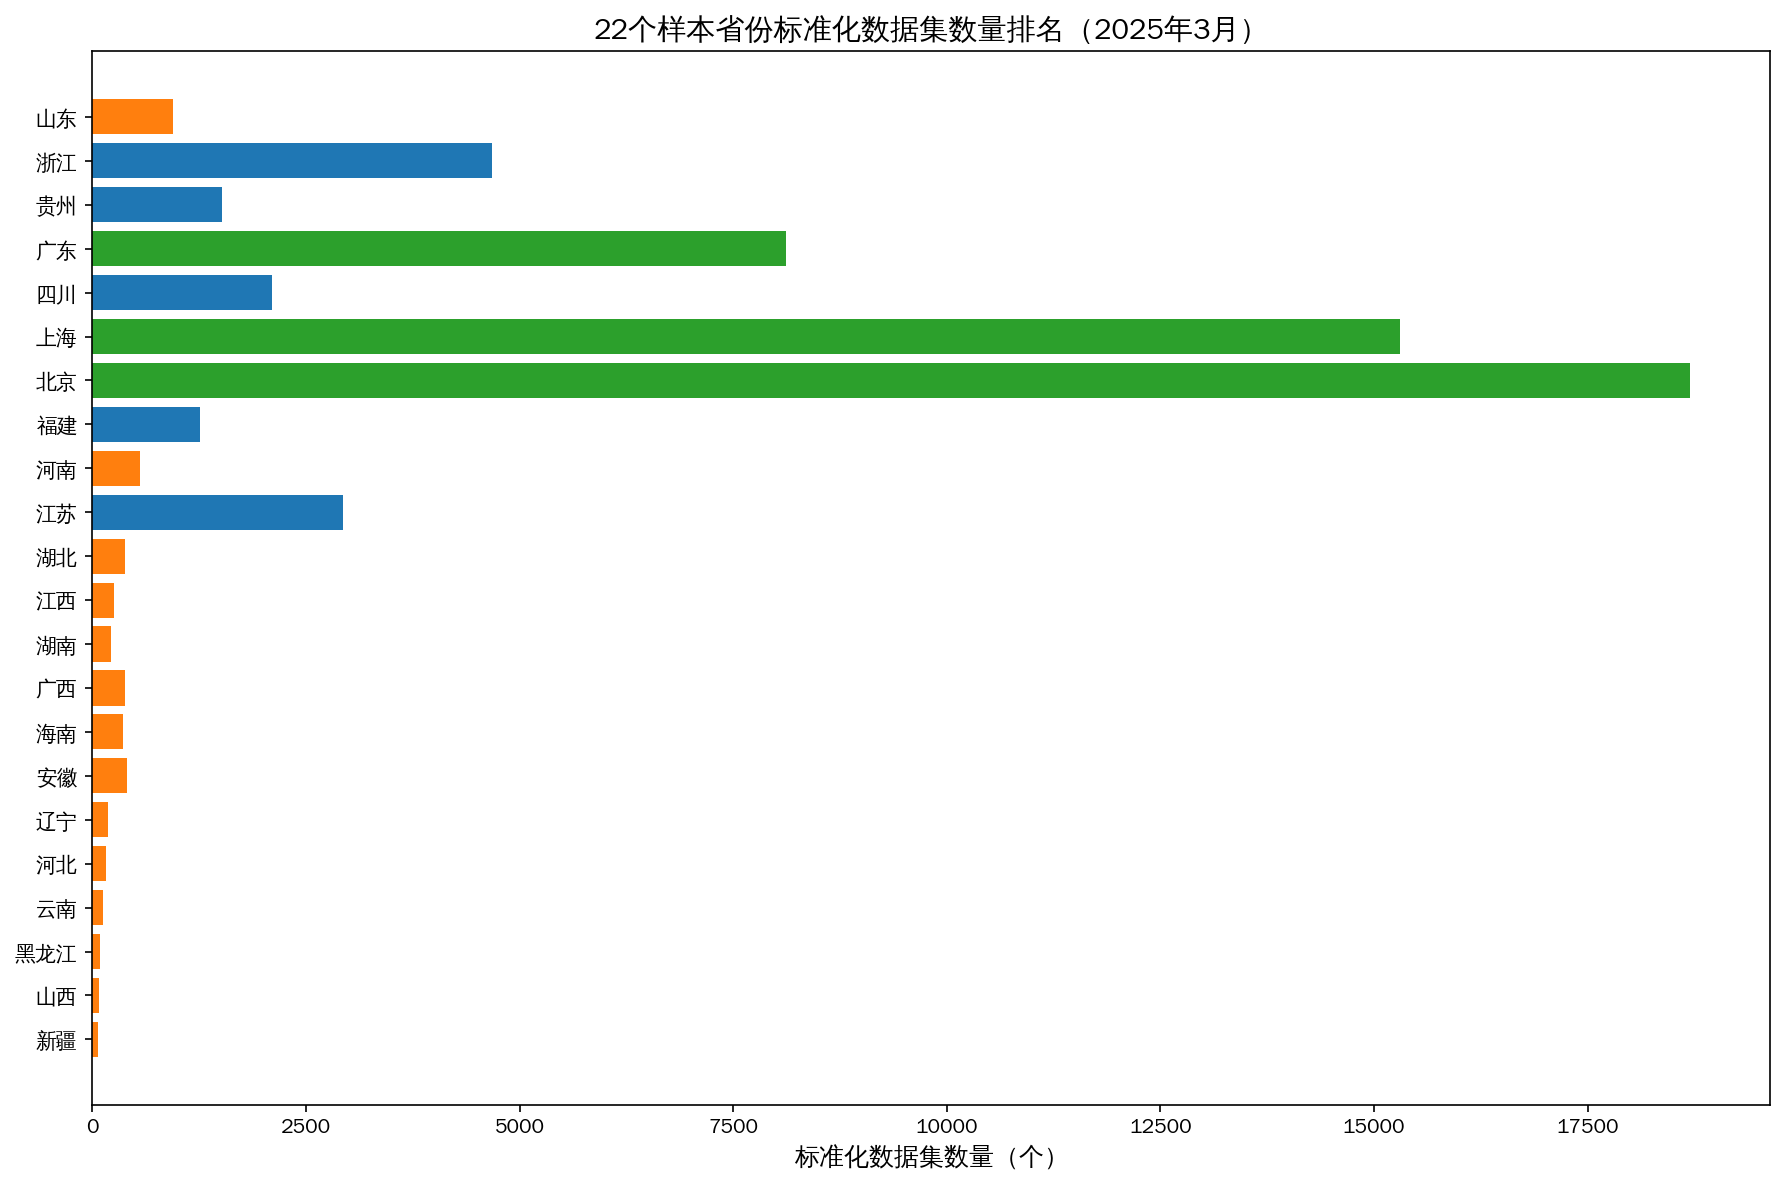 22个样本省份标准化数据集数量排名（2025年3月）
山东
浙江
贵州
广东
四川
上海
北京
福建
河南
江苏
湖北
江西
湖南
广西
海南
安徽
辽宁
河北
云南
黑龙江
山西
新疆
0 2500 5000 7500 10000 12500 15000 17500
标准化数据集数量（个）